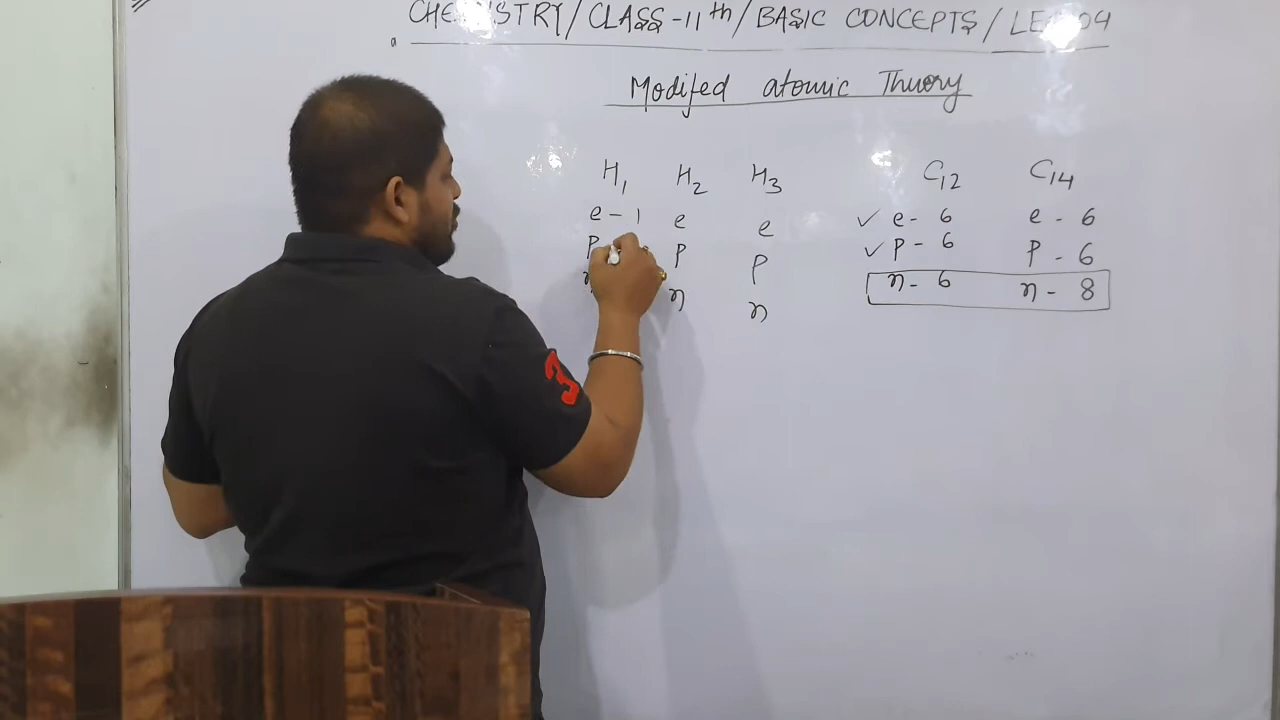 CHEMISTRY/CLASS-11th/BASIC CONCEPTS/LEC-04
Modifed atomic Theory
H1 H2 H3 C12 C14
e-1 e e ✓ e- 6 e - 6
P P P ✓ P - 6 P - 6
n n n n- 6 n - 8
3